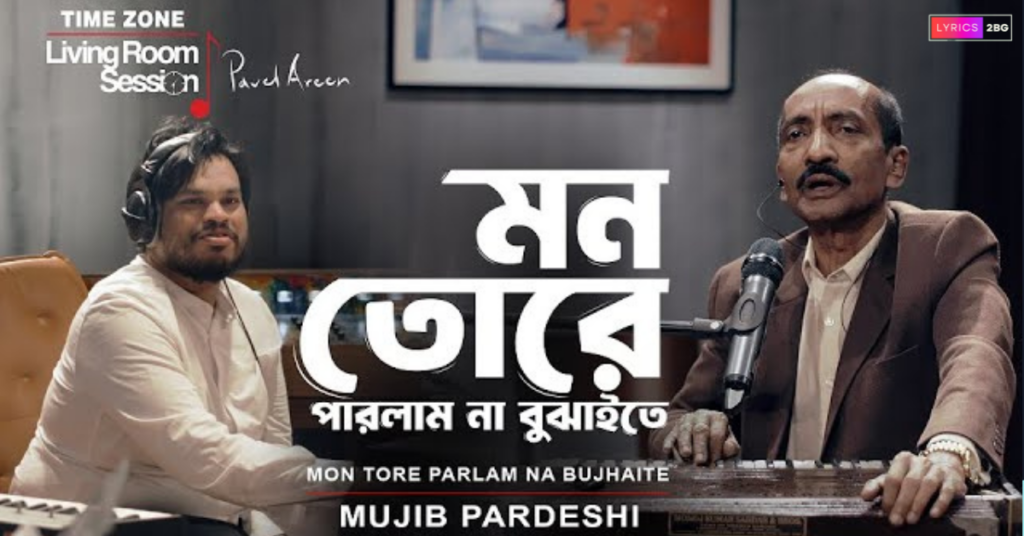 TIME ZONE
Living Room
Session
Pavel Areen
LYRICS 2BG
মন
তোরে
পারলাম না বুঝাইতে
MON TORE PARLAM NA BUJHAITE
MUJIB PARDESHI